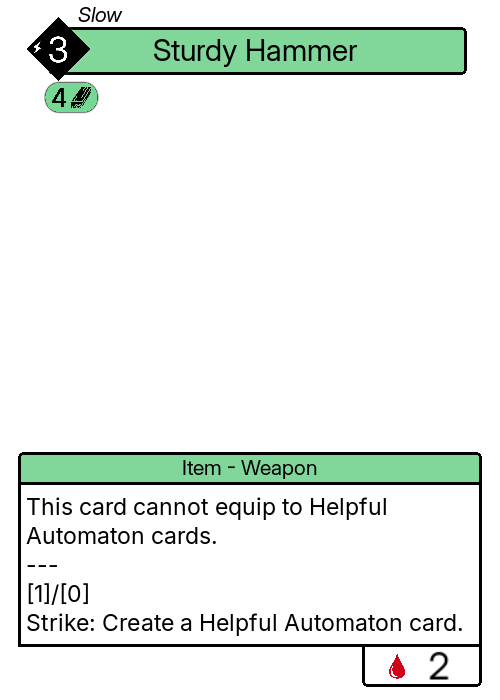 Slow
3
Sturdy Hammer
4
Item - Weapon
This card cannot equip to Helpful
Automaton cards.
---
[1]/[0]
Strike: Create a Helpful Automaton card.
2